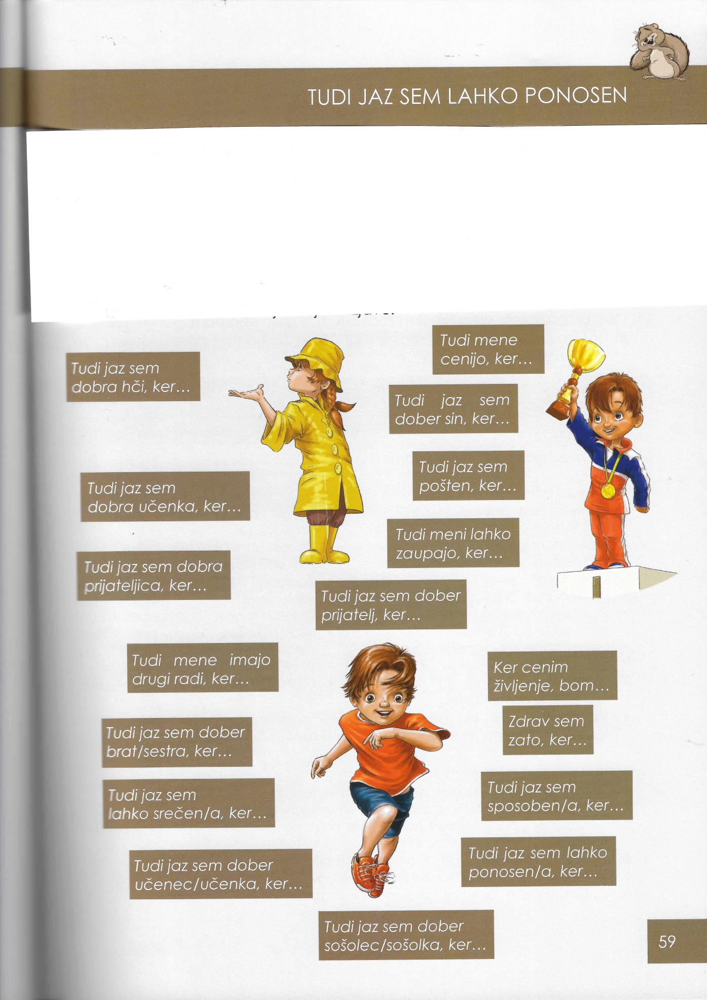 TUDI JAZ SEM LAHKO PONOSEN
Tudi jaz sem
dobra hči, ker...
Tudi mene
cenijo, ker...
Tudi jaz sem
dober sin, ker...
Tudi jaz sem
pošten, ker...
Tudi jaz sem
dobra učenka, ker...
Tudi meni lahko
zaupajo, ker...
Tudi jaz sem dobra
prijateljica, ker...
Tudi jaz sem dober
prijatelj, ker...
Tudi mene imajo
drugi radi, ker...
Ker cenim
življenje, bom...
Zdrav sem
zato, ker...
Tudi jaz sem dober
brat/sestra, ker...
Tudi jaz sem
sposoben/a, ker...
Tudi jaz sem
lahko srečen/a, ker...
Tudi jaz sem lahko
ponosen/a, ker...
Tudi jaz sem dober
učenec/učenka, ker...
Tudi jaz sem dober
sošolec/sošolka, ker...
59